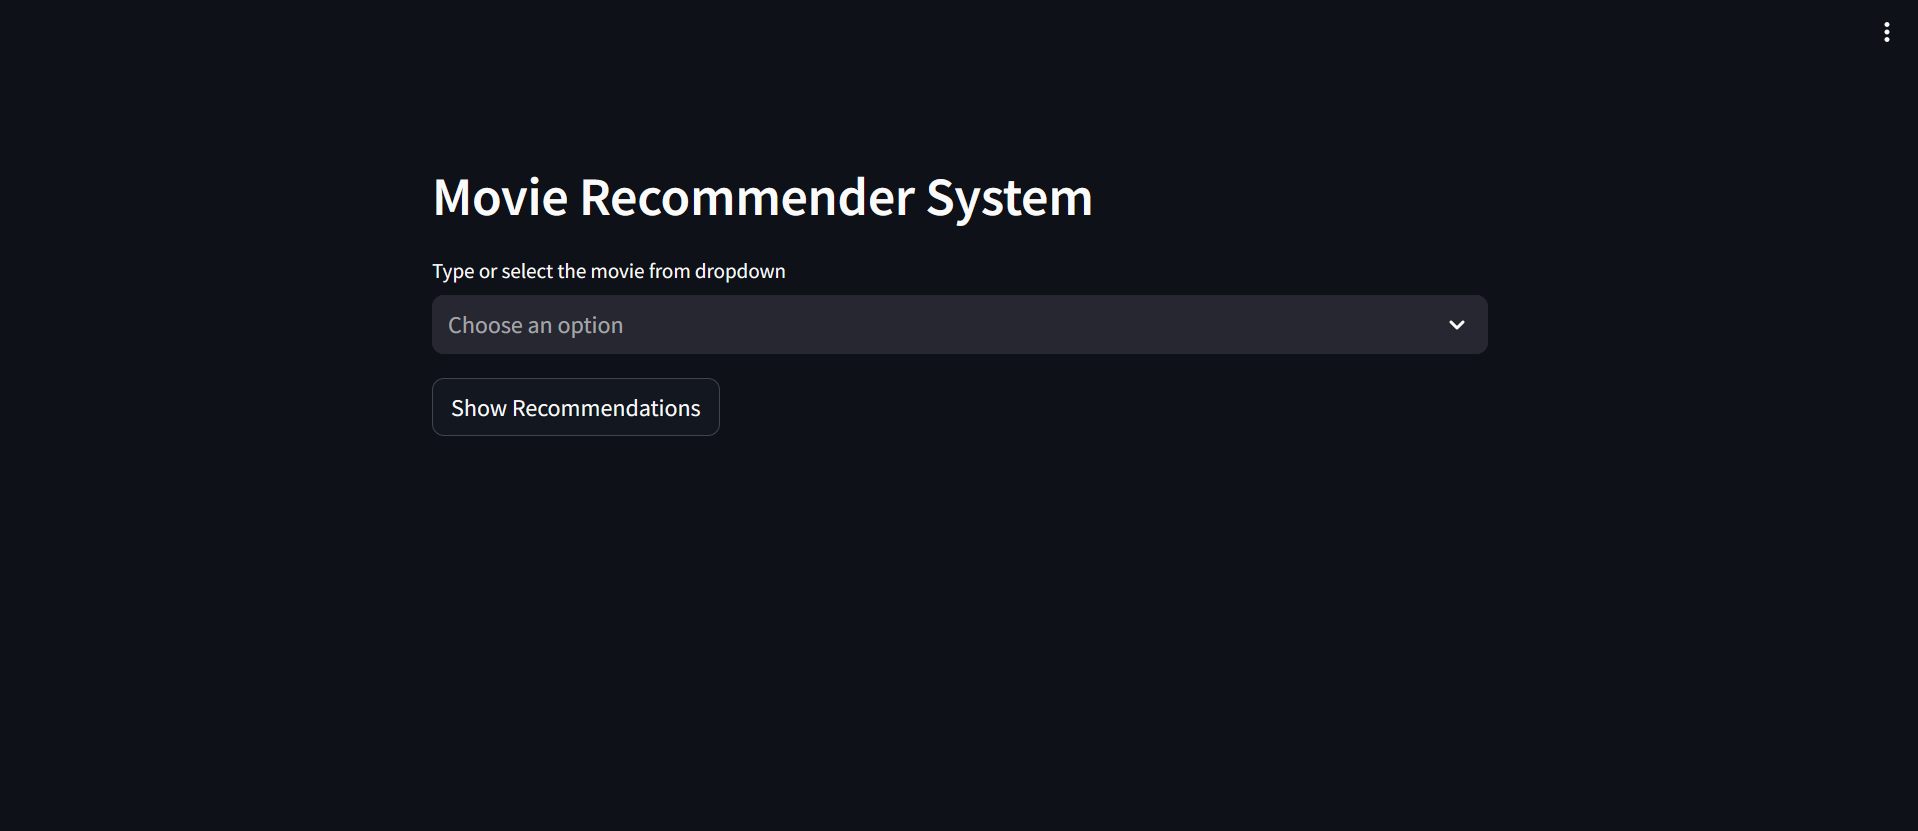 Movie Recommender System
Type or select the movie from dropdown
Choose an option
Show Recommendations